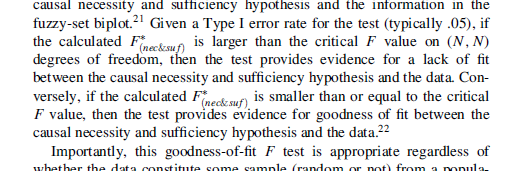 causal necessity and sufficiency hypothesis and the information in the
fuzzy-set biplot.21 Given a Type I error rate for the test (typically .05), if
the calculated F*(nec&suf) is larger than the critical F value on (N, N)
degrees of freedom, then the test provides evidence for a lack of fit
between the causal necessity and sufficiency hypothesis and the data. Con-
versely, if the calculated F*(nec&suf) is smaller than or equal to the critical
F value, then the test provides evidence for goodness of fit between the
causal necessity and sufficiency hypothesis and the data.22
Importantly, this goodness-of-fit F test is appropriate regardless of
whether the data constitute some sample (random or not) from a popula-